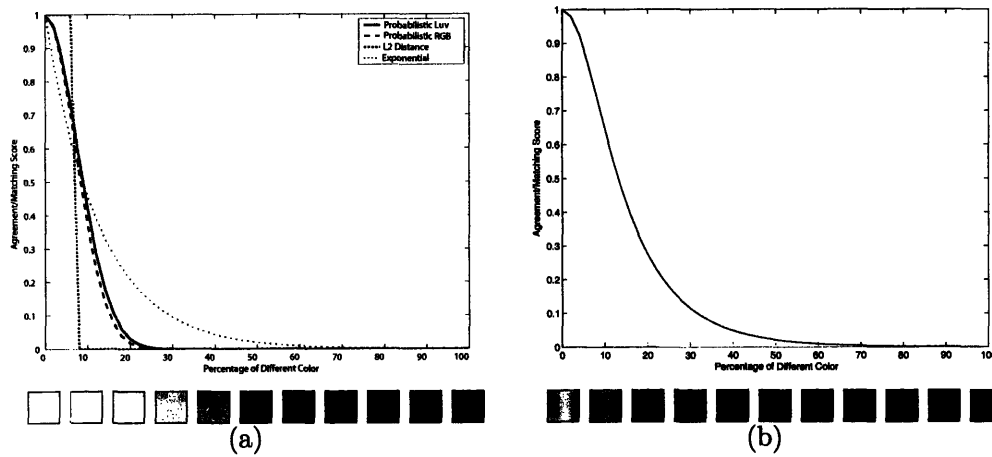 1
0.9
0.8
0.7
0.6
0.5
0.4
0.3
0.2
0.1
0
Agreement/Matching Score
Probabilistic Luv
Probabilistic RGB
L2 Distance
Exponential
0 10 20 30 40 50 60 70 80 90 100
Percentage of Different Color
(a)
1
0.9
0.8
0.7
0.6
0.5
0.4
0.3
0.2
0.1
0
Agreement/Matching Score
0 10 20 30 40 50 60 70 80 90 100
Percentage of Different Color
(b)